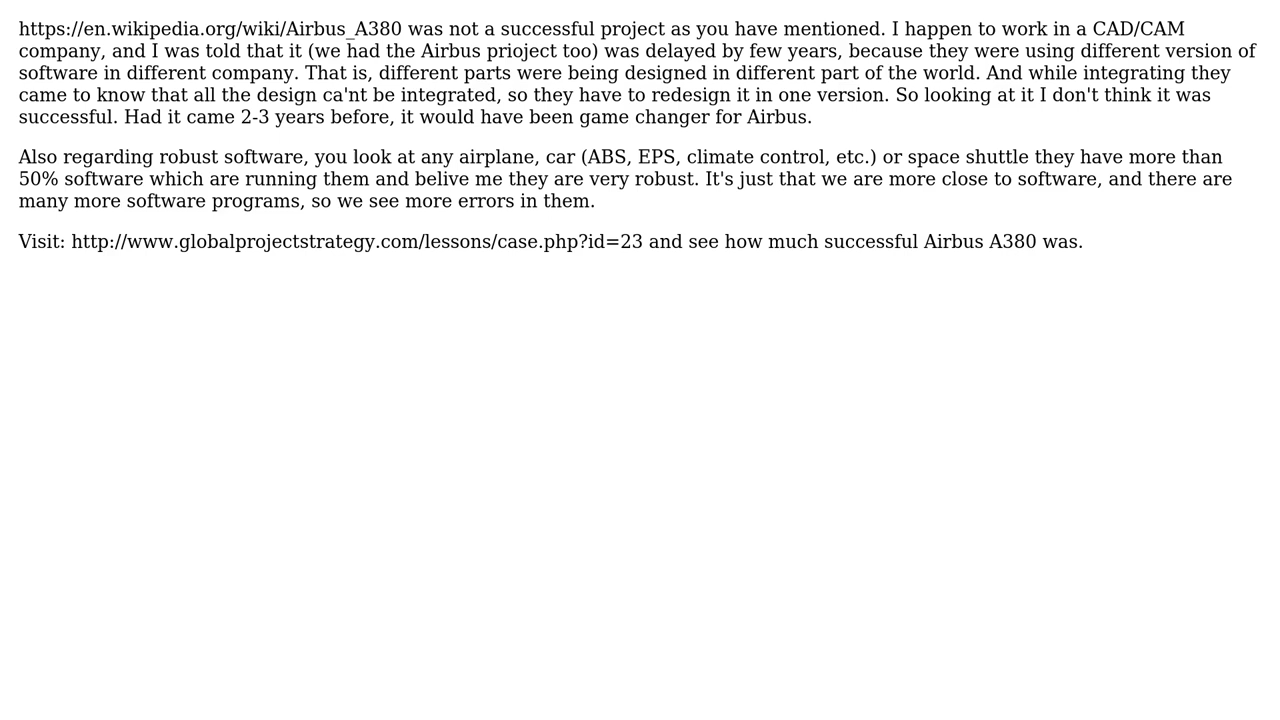 https://en.wikipedia.org/wiki/Airbus_A380 was not a successful project as you have mentioned. I happen to work in a CAD/CAM
company, and I was told that it (we had the Airbus prioject too) was delayed by few years, because they were using different version of
software in different company. That is, different parts were being designed in different part of the world. And while integrating they
came to know that all the design ca'nt be integrated, so they have to redesign it in one version. So looking at it I don't think it was
successful. Had it came 2-3 years before, it would have been game changer for Airbus.
Also regarding robust software, you look at any airplane, car (ABS, EPS, climate control, etc.) or space shuttle they have more than
50% software which are running them and belive me they are very robust. It's just that we are more close to software, and there are
many more software programs, so we see more errors in them.
Visit: http://www.globalprojectstrategy.com/lessons/case.php?id=23 and see how much successful Airbus A380 was.